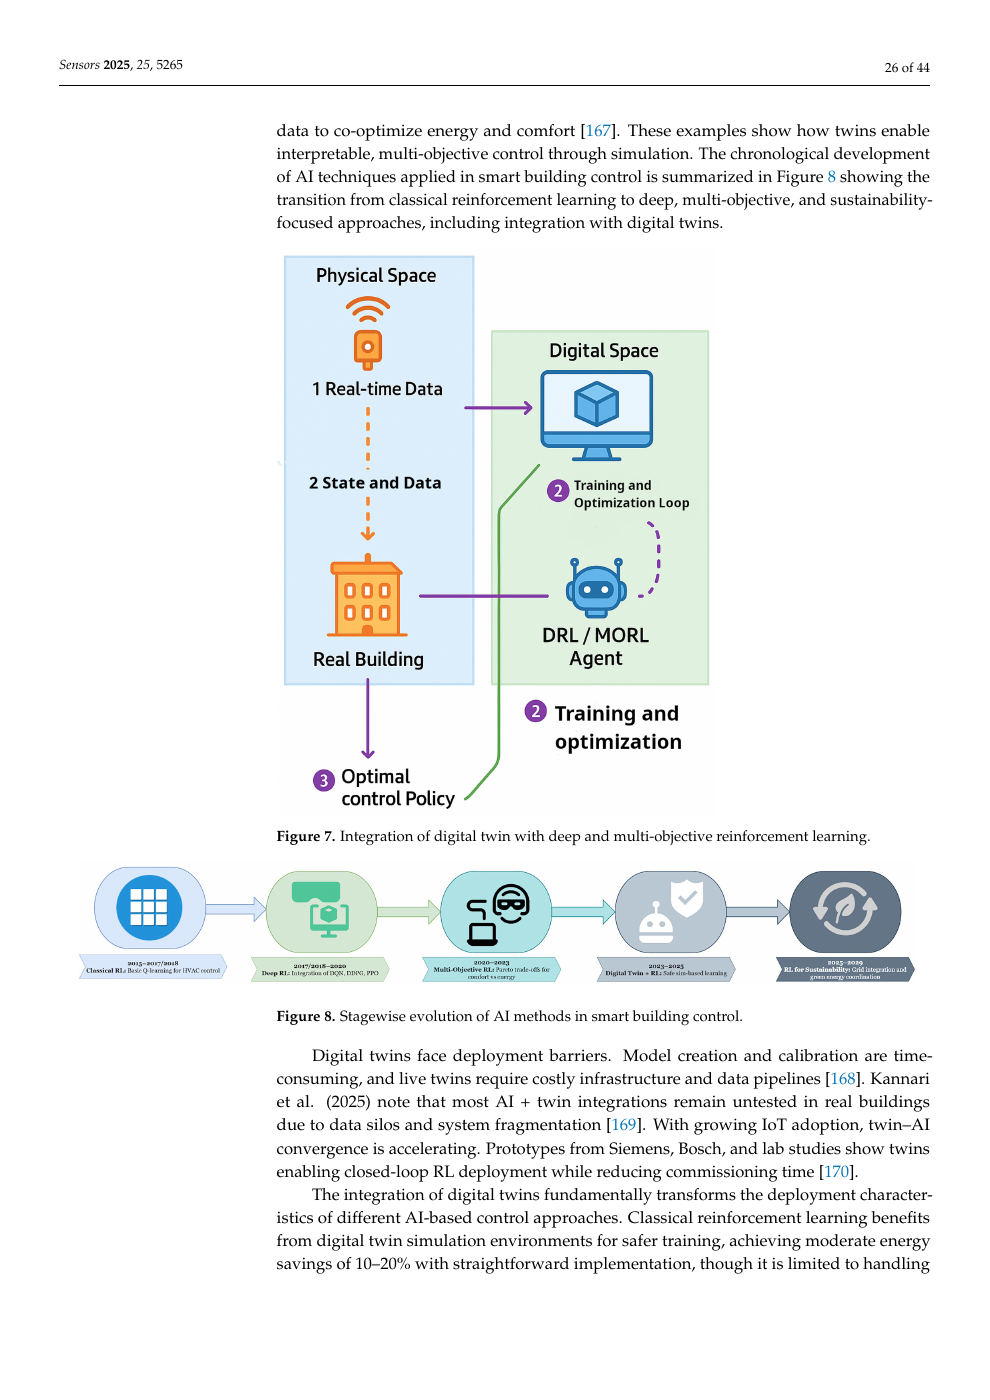 Sensors 2025, 25, 5265
26 of 44
data to co-optimize energy and comfort [167]. These examples show how twins enable
interpretable, multi-objective control through simulation. The chronological development
of AI techniques applied in smart building control is summarized in Figure 8 showing the
transition from classical reinforcement learning to deep, multi-objective, and sustainability-
focused approaches, including integration with digital twins.
Physical Space
Digital Space
1 Real-time Data
2 State and Data
2 Training and
Optimization Loop
DRL / MORL
Agent
Real Building
2 Training and
optimization
3 Optimal
control Policy
Figure 7. Integration of digital twin with deep and multi-objective reinforcement learning.
2015–2017/2018
Classical RL: Basic Q-learning for HVAC control
2017/2018–2020
Deep RL: Integration of DQN, DDPG, PPO
2020–2023
Multi-Objective RL: Pareto trade-offs for
comfort vs energy
2023–2025
Digital Twin + RL: Safe sim-based learning
2025–2029
RL for Sustainability: Grid integration and
green energy coordination
Figure 8. Stagewise evolution of AI methods in smart building control.
Digital twins face deployment barriers. Model creation and calibration are time-
consuming, and live twins require costly infrastructure and data pipelines [168]. Kannari
et al. (2025) note that most AI + twin integrations remain untested in real buildings
due to data silos and system fragmentation [169]. With growing IoT adoption, twin–AI
convergence is accelerating. Prototypes from Siemens, Bosch, and lab studies show twins
enabling closed-loop RL deployment while reducing commissioning time [170].
The integration of digital twins fundamentally transforms the deployment character-
istics of different AI-based control approaches. Classical reinforcement learning benefits
from digital twin simulation environments for safer training, achieving moderate energy
savings of 10–20% with straightforward implementation, though it is limited to handling